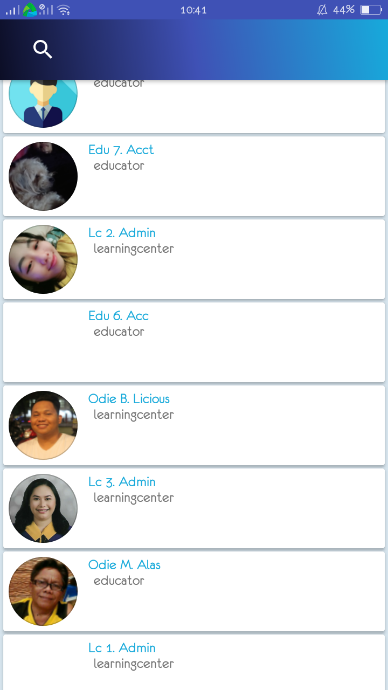 10:41
44%
educator
Edu 7. Acct
educator
Lc 2. Admin
learningcenter
Edu 6. Acc
educator
Odie B. Licious
learningcenter
Lc 3. Admin
learningcenter
Odie M. Alas
educator
Lc 1. Admin
learningcenter